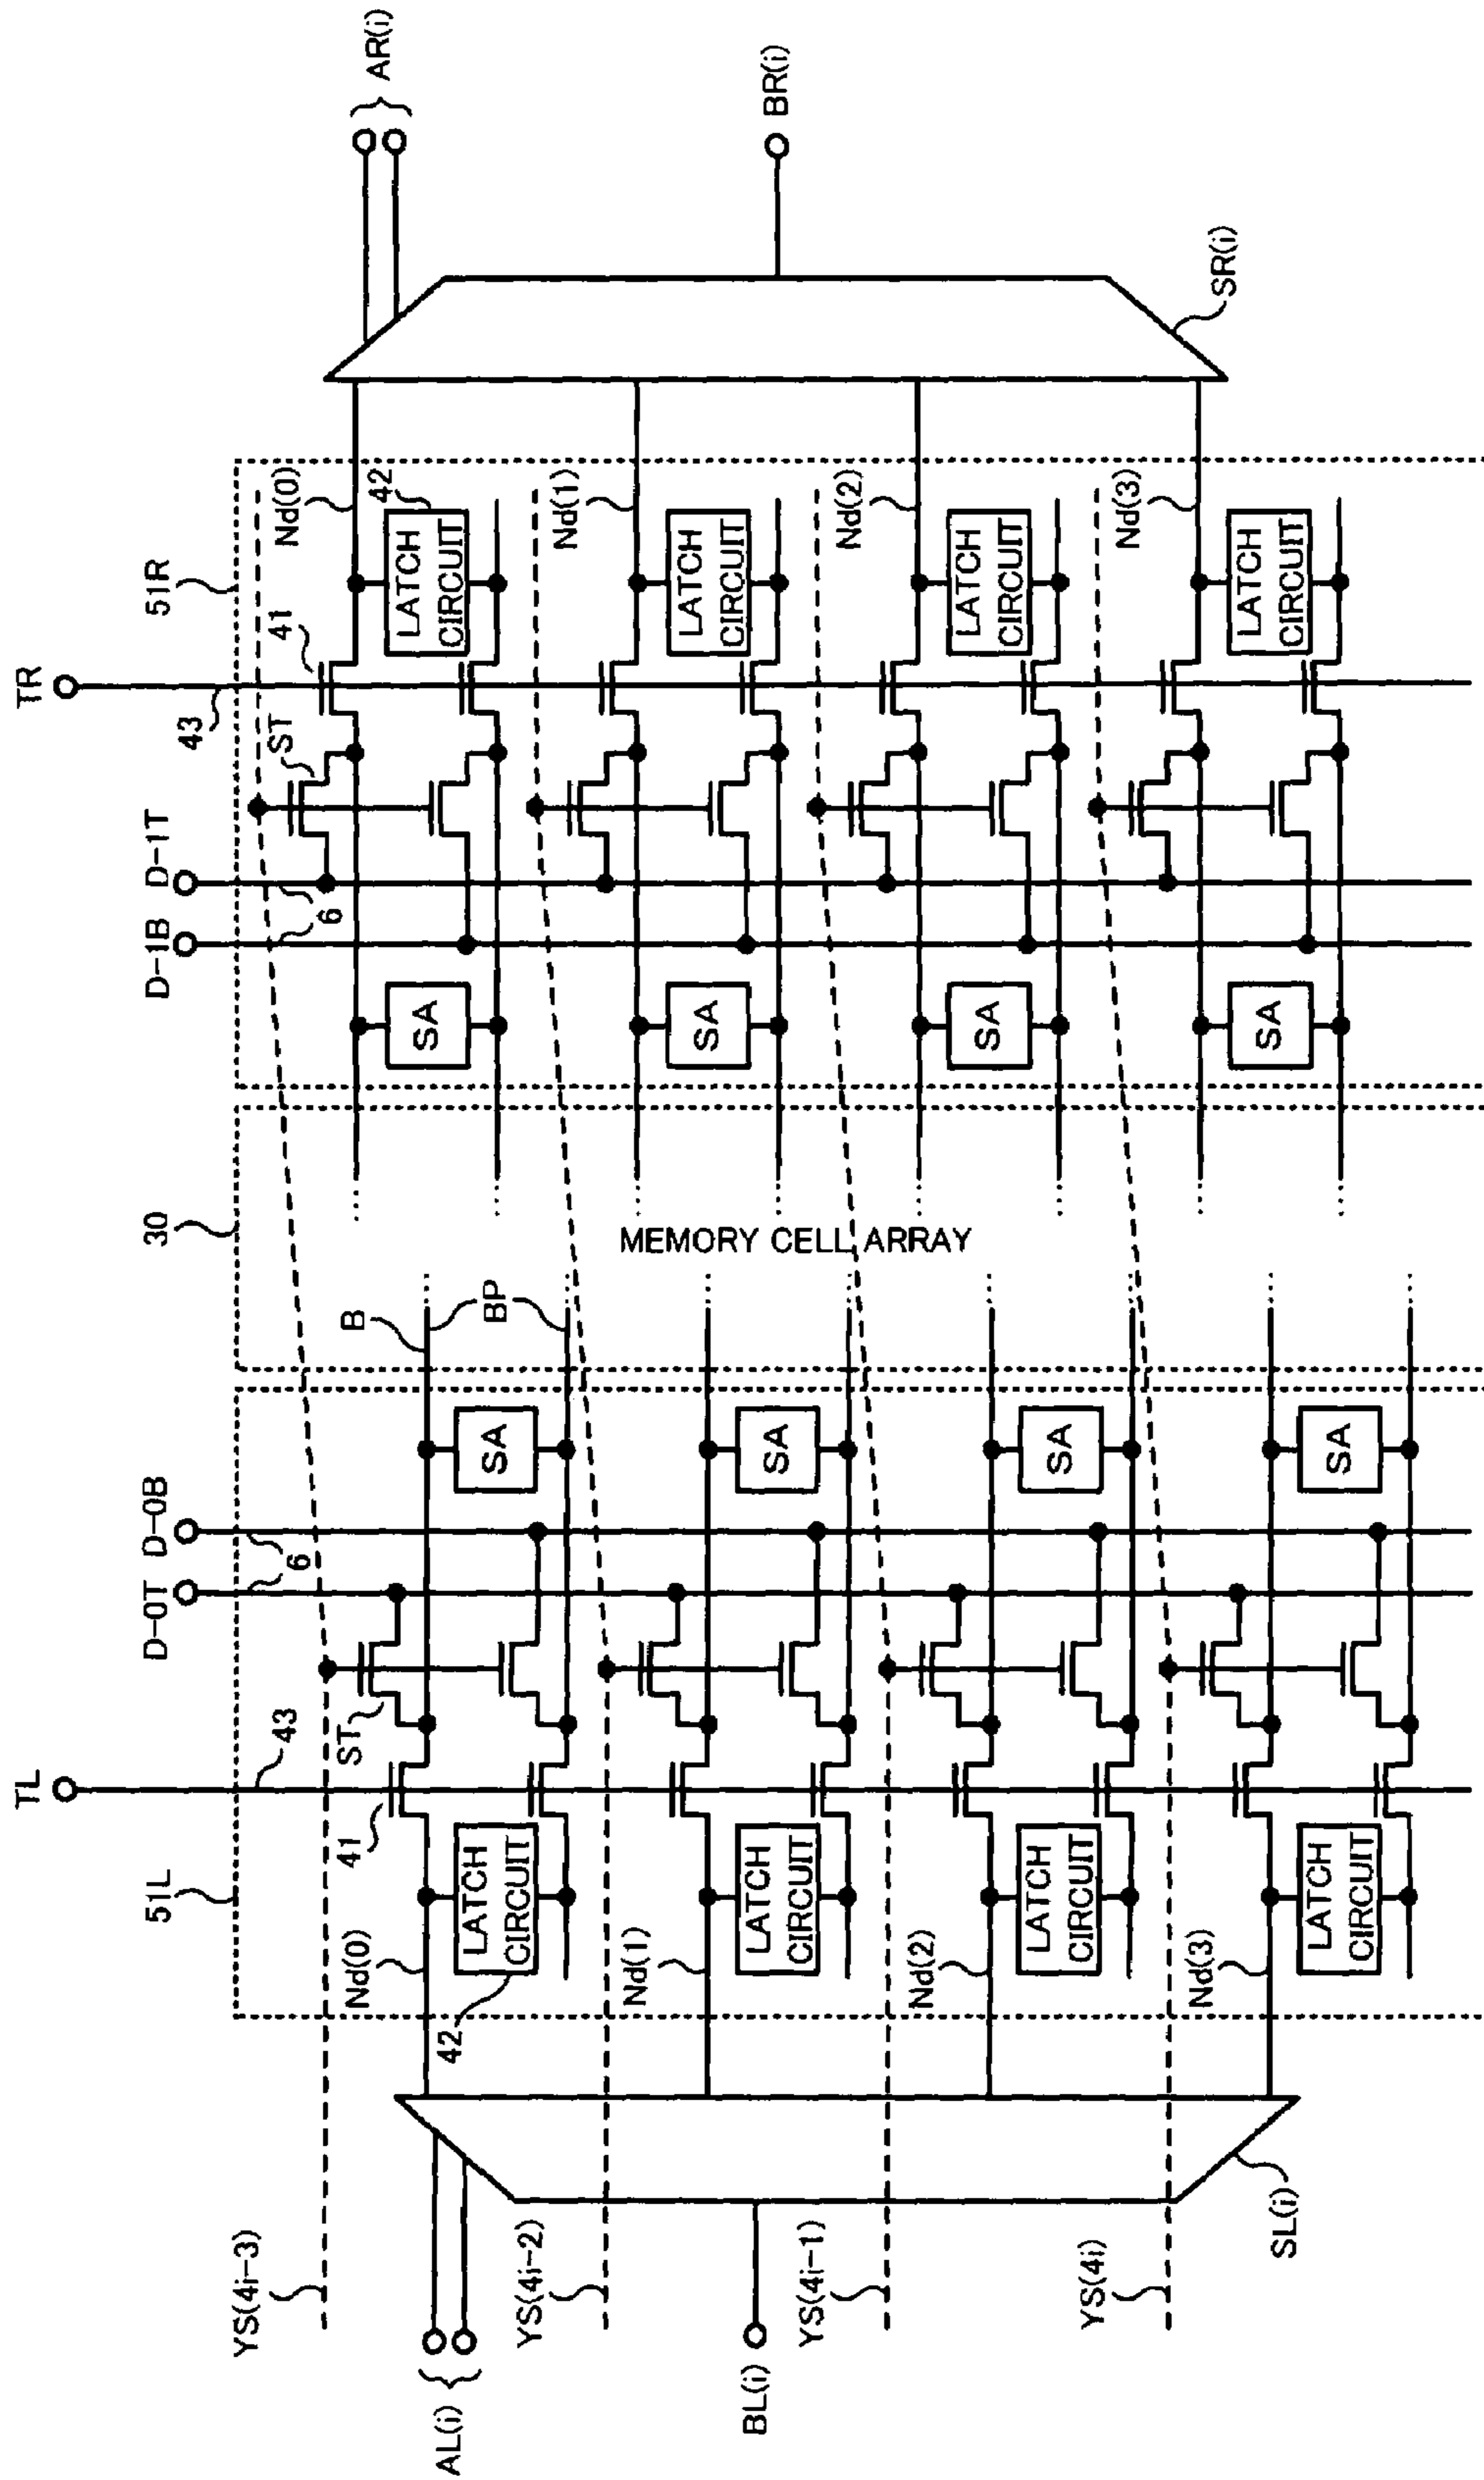 TL
TR
51L
43
D-0T
D-0B
6
30
D-1B
D-1T
6
43
41
51R
YS(4i-3)
AL(i)
42
Nd(0)
LATCH
CIRCUIT
41
ST
SA
B
BP
SA
ST
LATCH
CIRCUIT
42
Nd(0)
AR(i)
YS(4i-2)
Nd(1)
LATCH
CIRCUIT
SA
MEMORY CELL ARRAY
SA
LATCH
CIRCUIT
Nd(1)
BL(i)
BR(i)
YS(4i-1)
Nd(2)
LATCH
CIRCUIT
SA
SA
LATCH
CIRCUIT
Nd(2)
YS(4i)
Nd(3)
LATCH
CIRCUIT
SA
SA
LATCH
CIRCUIT
Nd(3)
SL(i)
SR(i)